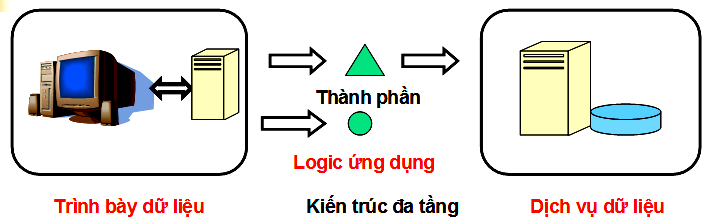 Thành phần
Logic ứng dụng
Trình bày dữ liệu
Kiến trúc đa tầng
Dịch vụ dữ liệu